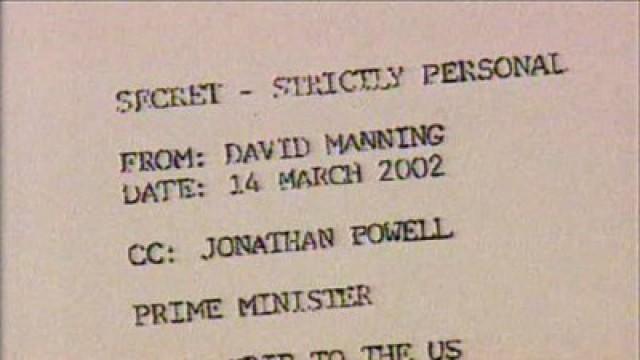 SECRET - STRICTLY PERSONAL
FROM: DAVID MANNING
DATE: 14 MARCH 2002
CC: JONATHAN POWELL
PRIME MINISTER
TO THE US